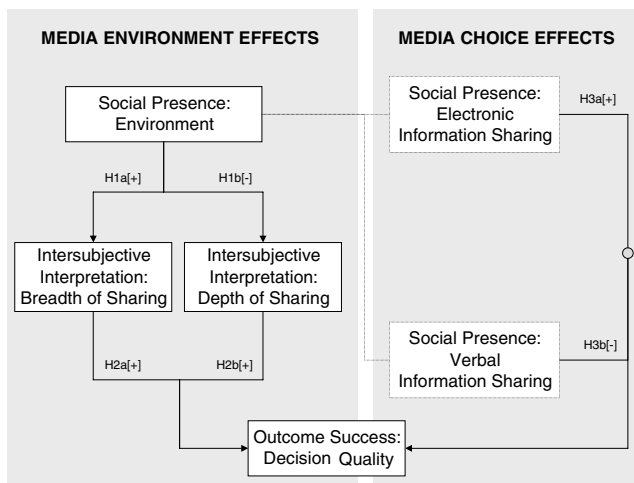 MEDIA ENVIRONMENT EFFECTS
MEDIA CHOICE EFFECTS
Social Presence:
Environment
Social Presence:
Electronic
Information Sharing
H3a[+]
H1a[+]
H1b[-]
Intersubjective
Interpretation:
Breadth of Sharing
Intersubjective
Interpretation:
Depth of Sharing
Social Presence:
Verbal
Information Sharing
H3b[-]
H2a[+]
H2b[+]
Outcome Success:
Decision Quality